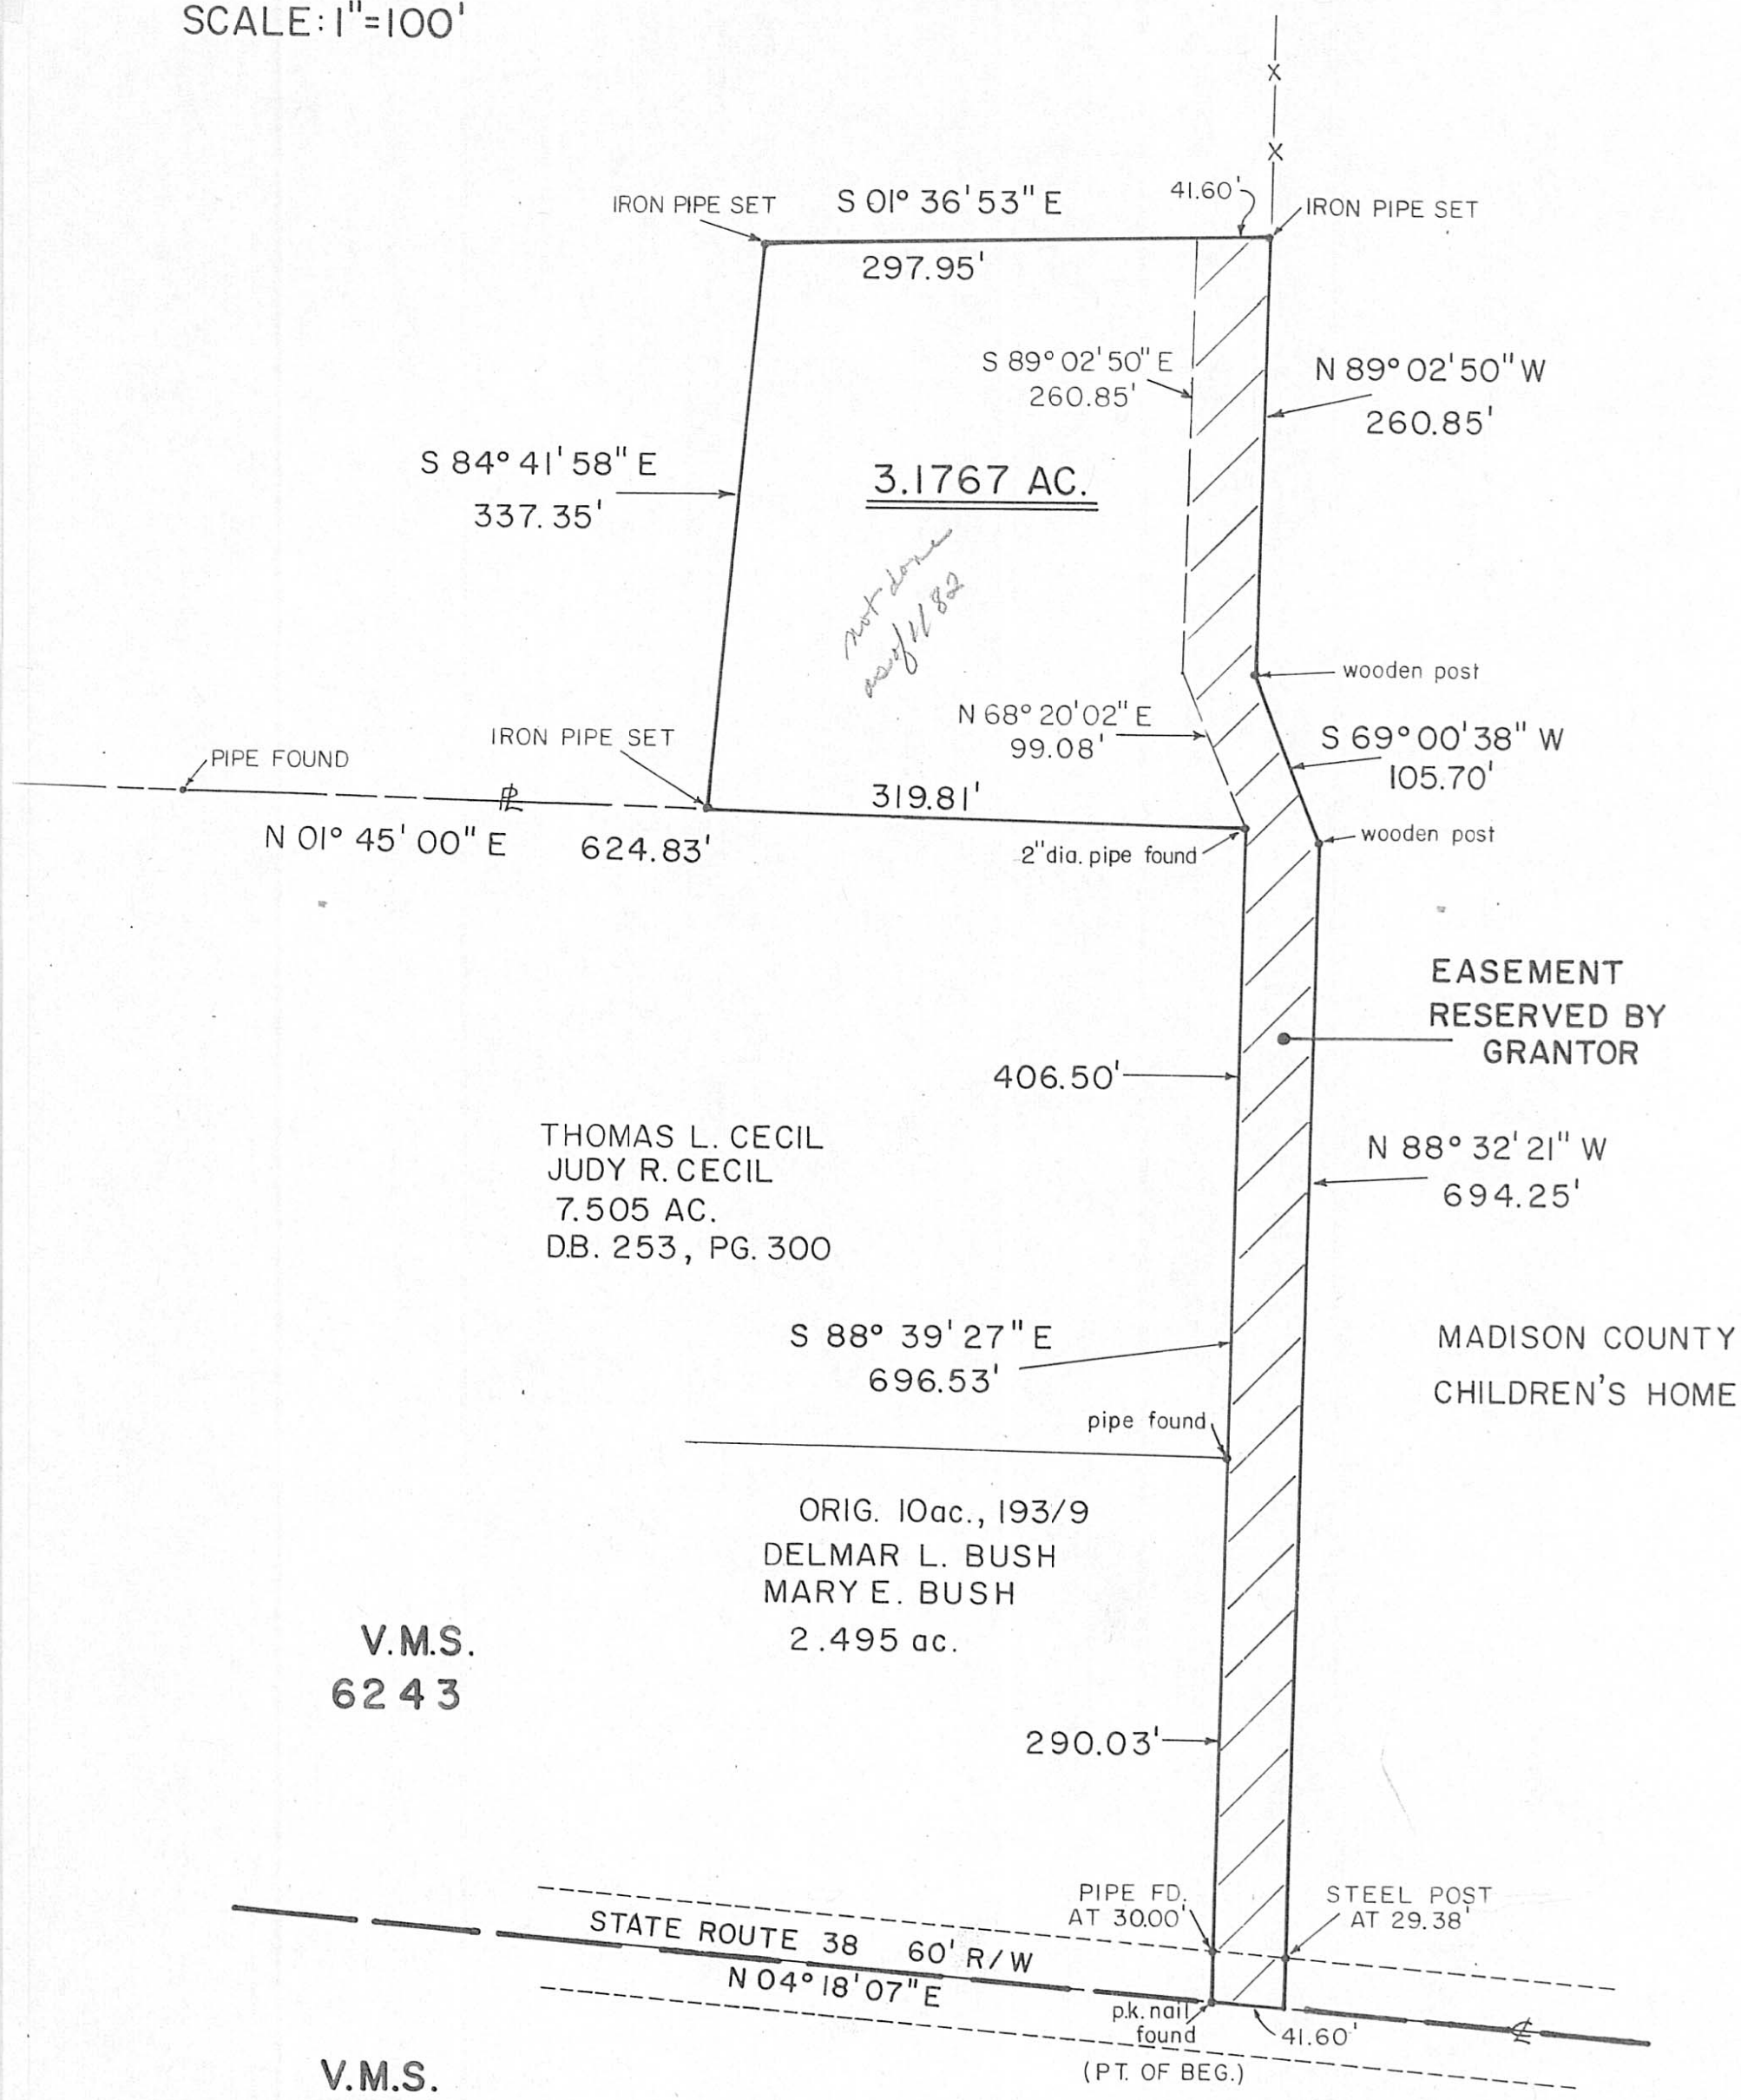 SCALE: 1"=100'
X
X
IRON PIPE SET
S 01° 36' 53" E
41.60'
IRON PIPE SET
297.95'
S 89° 02' 50" E
260.85'
N 89° 02' 50" W
260.85'
S 84° 41' 58" E
337.35'
3.1767 AC.
not done
as of 1/82
wooden post
N 68° 20' 02" E
99.08'
S 69° 00' 38" W
105.70'
IRON PIPE SET
PIPE FOUND
PL
319.81'
N 01° 45' 00" E 624.83'
2" dia. pipe found
wooden post
EASEMENT
RESERVED BY
GRANTOR
406.50'
THOMAS L. CECIL
JUDY R. CECIL
7.505 AC.
D.B. 253, PG. 300
N 88° 32' 21" W
694.25'
S 88° 39' 27" E
696.53'
MADISON COUNTY
CHILDREN'S HOME
pipe found
ORIG. 10ac., 193/9
DELMAR L. BUSH
MARY E. BUSH
2.495 ac.
V.M.S.
6243
290.03'
PIPE FD.
AT 30.00'
STEEL POST
AT 29.38'
STATE ROUTE 38 60' R/W
N 04° 18' 07" E
p.k. nail
found
41.60'
CL
(PT. OF BEG.)
V.M.S.